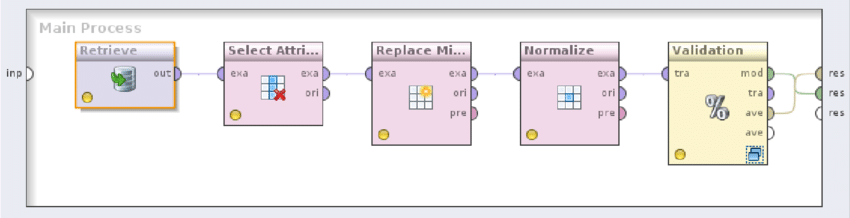 Main Process
Retrieve
Select Attri...
Replace Mi...
Normalize
Validation
inp
out
exa
exa
ori
exa
exa
ori
pre
exa
exa
ori
pre
tra
mod
tra
ave
ave
res
res
res